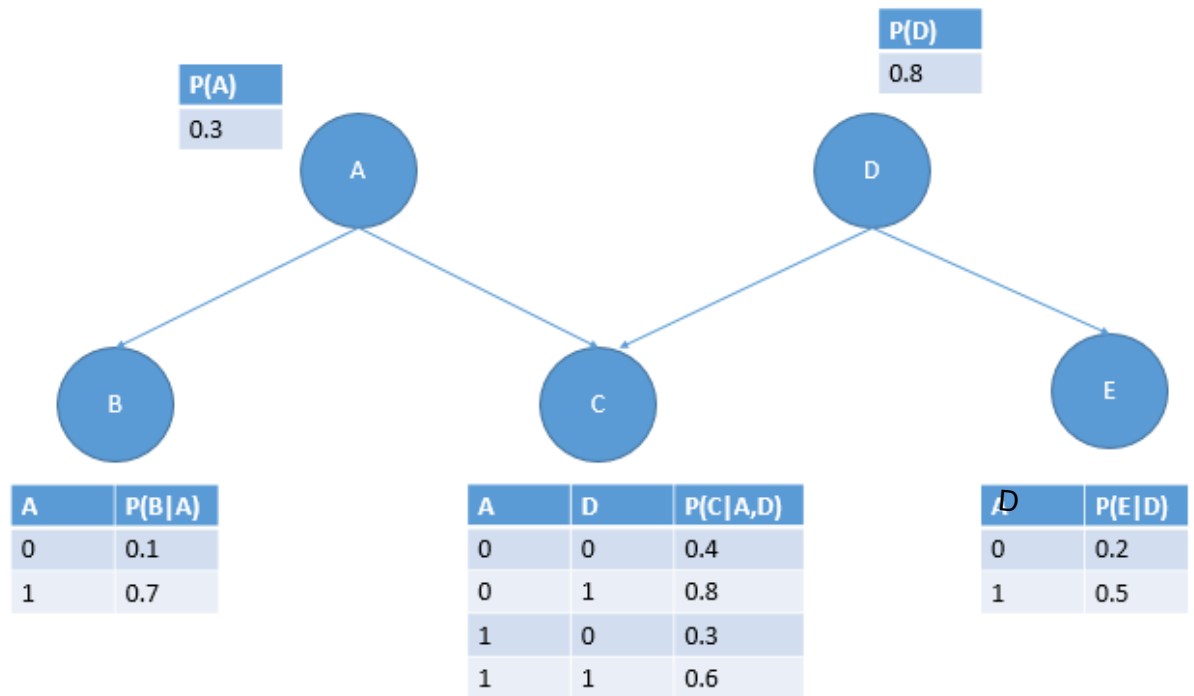 P(D)
0.8
P(A)
0.3
A
D
B
C
E
A P(B|A)
0 0.1
1 0.7
A D P(C|A,D)
0 0 0.4
0 1 0.8
1 0 0.3
1 1 0.6
A D P(E|D)
0 0.2
1 0.5